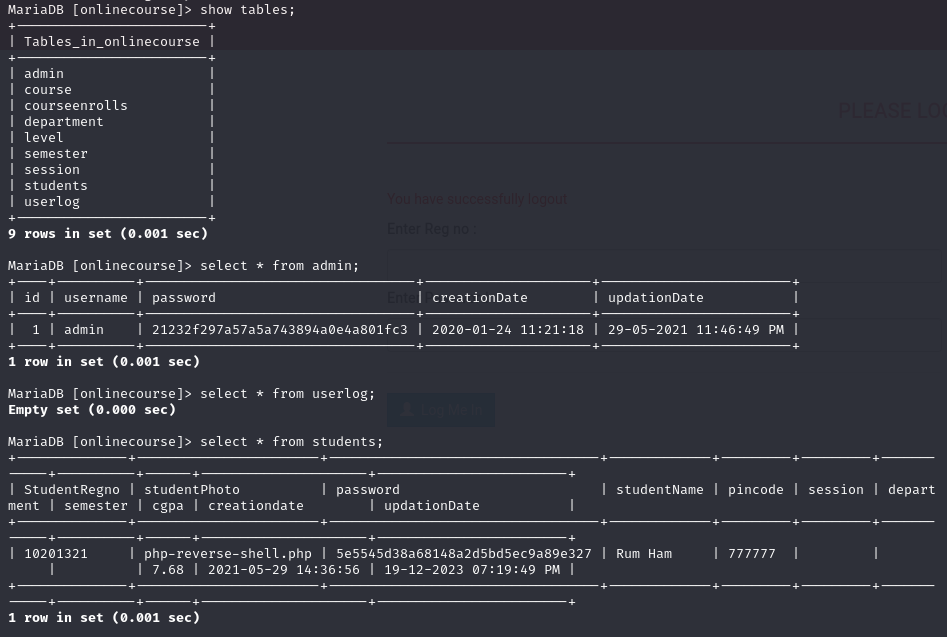 MariaDB [onlinecourse]> show tables;
+------------------------+
| Tables_in_onlinecourse |
+------------------------+
| admin                  |
| course                 |
| courseenrolls          |
| department             |
| level                  |
| semester               |
| session                |
| students               |
| userlog                |
+------------------------+
9 rows in set (0.001 sec)
MariaDB [onlinecourse]> select * from admin;
+----+----------+----------------------------------+---------------------+------------------------+
| id | username | password                         | creationDate        | updationDate           |
+----+----------+----------------------------------+---------------------+------------------------+
|  1 | admin    | 21232f297a57a5a743894a0e4a801fc3 | 2020-01-24 11:21:18 | 29-05-2021 11:46:49 PM |
+----+----------+----------------------------------+---------------------+------------------------+
1 row in set (0.001 sec)
MariaDB [onlinecourse]> select * from userlog;
Empty set (0.000 sec)
MariaDB [onlinecourse]> select * from students;
+--------------+-----------------------+----------------------------------+-------------+---------+---------+-------
-----+----------+------+---------------------+------------------------+
| StudentRegno | studentPhoto          | password                         | studentName | pincode | session | depart
ment | semester | cgpa | creationdate        | updationDate           |
+--------------+-----------------------+----------------------------------+-------------+---------+---------+-------
-----+----------+------+---------------------+------------------------+
| 10201321     | php-reverse-shell.php | 5e5545d38a68148a2d5bd5ec9a89e327 | Rum Ham     | 777777  |         |
     |          | 7.68 | 2021-05-29 14:36:56 | 19-12-2023 07:19:49 PM |
+--------------+-----------------------+----------------------------------+-------------+---------+---------+-------
-----+----------+------+---------------------+------------------------+
1 row in set (0.001 sec)
PLEASE LO
You have successfully logout
Enter Reg no :